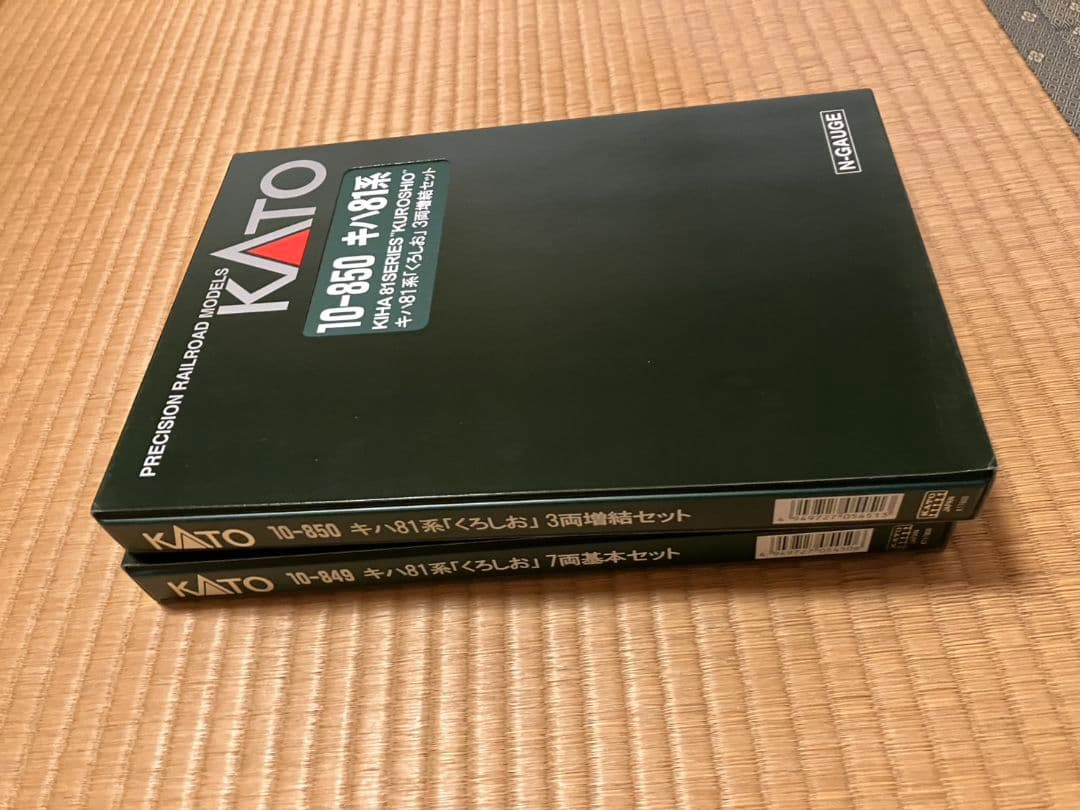 PRECISION RAILROAD MODELS
KATO
10-850 キハ81系
KIHA 81SERIES "KUROSHIO"
キハ81系「くろしお」3両増結セット
N-GAUGE
KATO 10-850 キハ81系「くろしお」3両増結セット
4949727054513
KATO 10-849 キハ81系「くろしお」7両基本セット